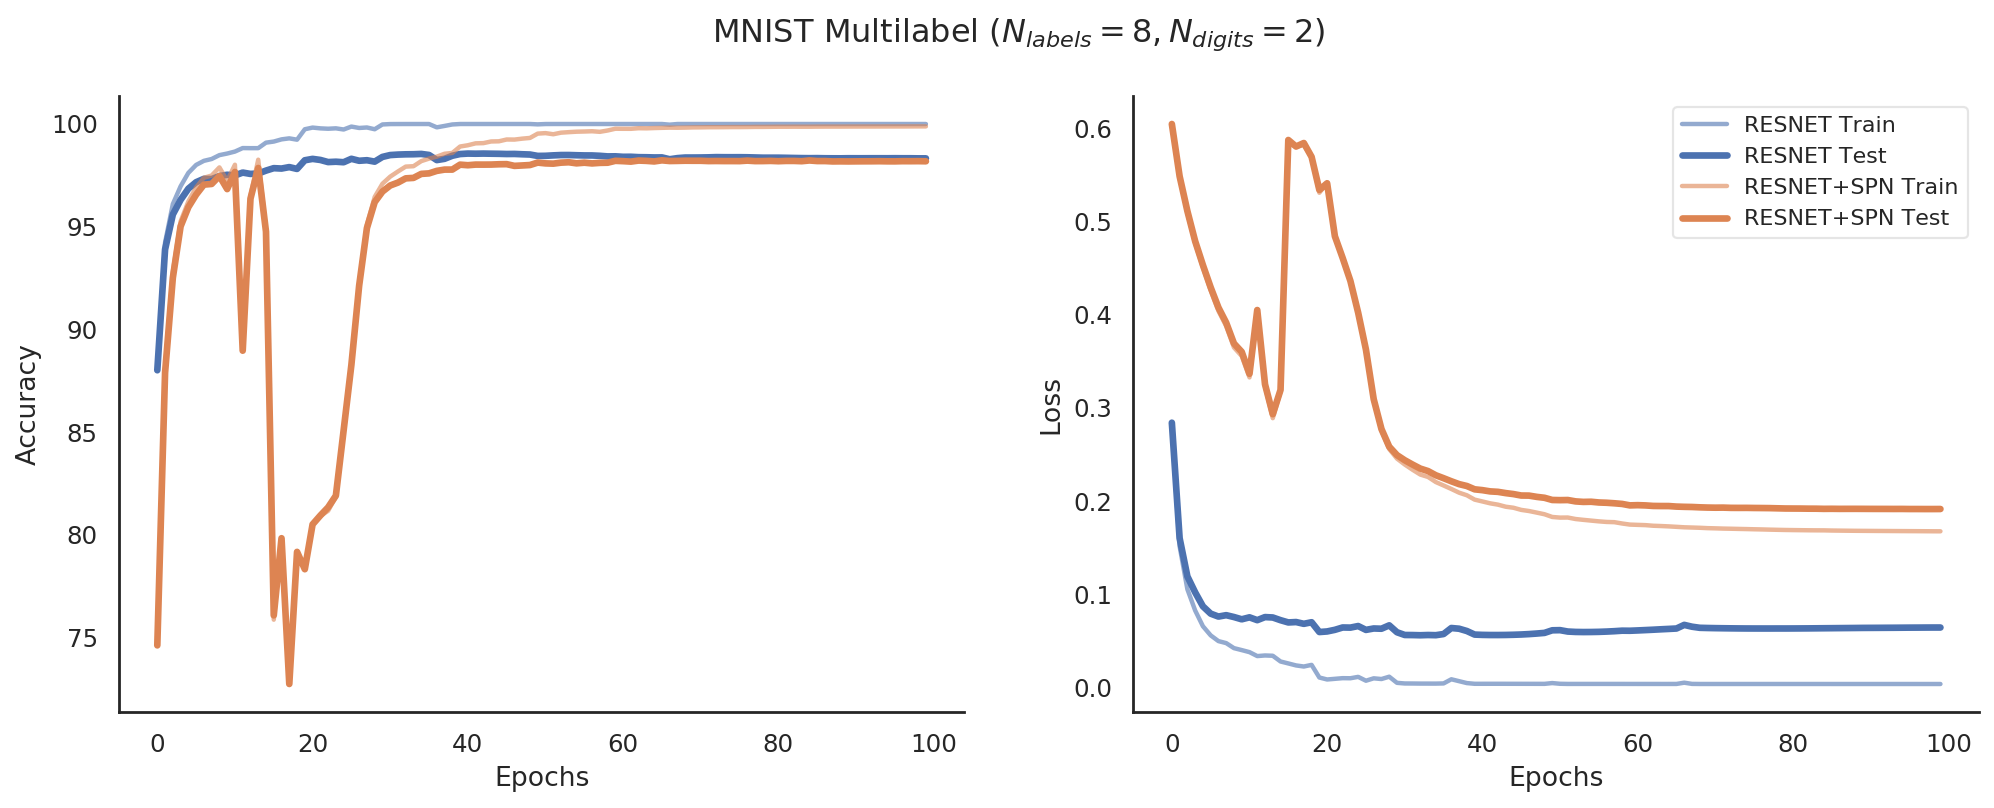 MNIST Multilabel (N_labels = 8, N_digits = 2)
100
95
90
85
80
75
Accuracy
0 20 40 60 80 100
Epochs
0.6
0.5
0.4
0.3
0.2
0.1
0.0
Loss
0 20 40 60 80 100
Epochs
RESNET Train
RESNET Test
RESNET+SPN Train
RESNET+SPN Test